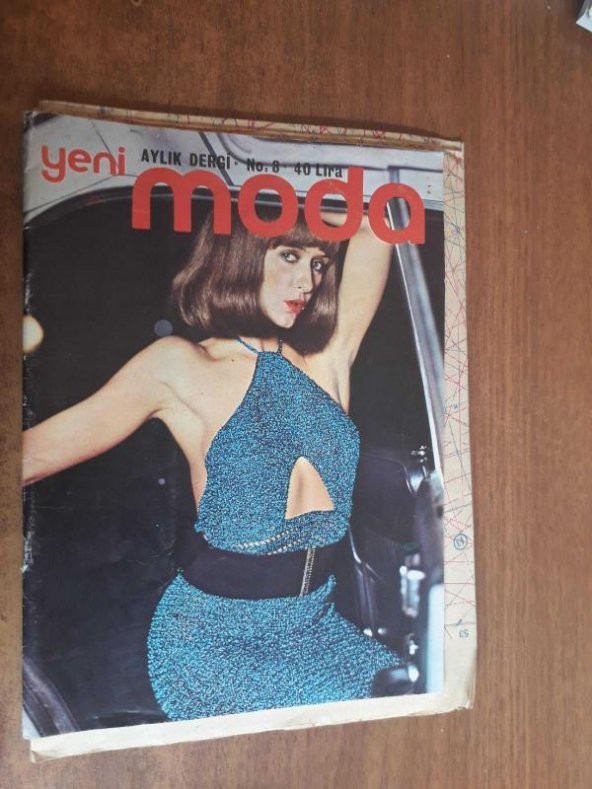 yeni
AYLIK DERGİ · No. 8 · 40 Lira
moda